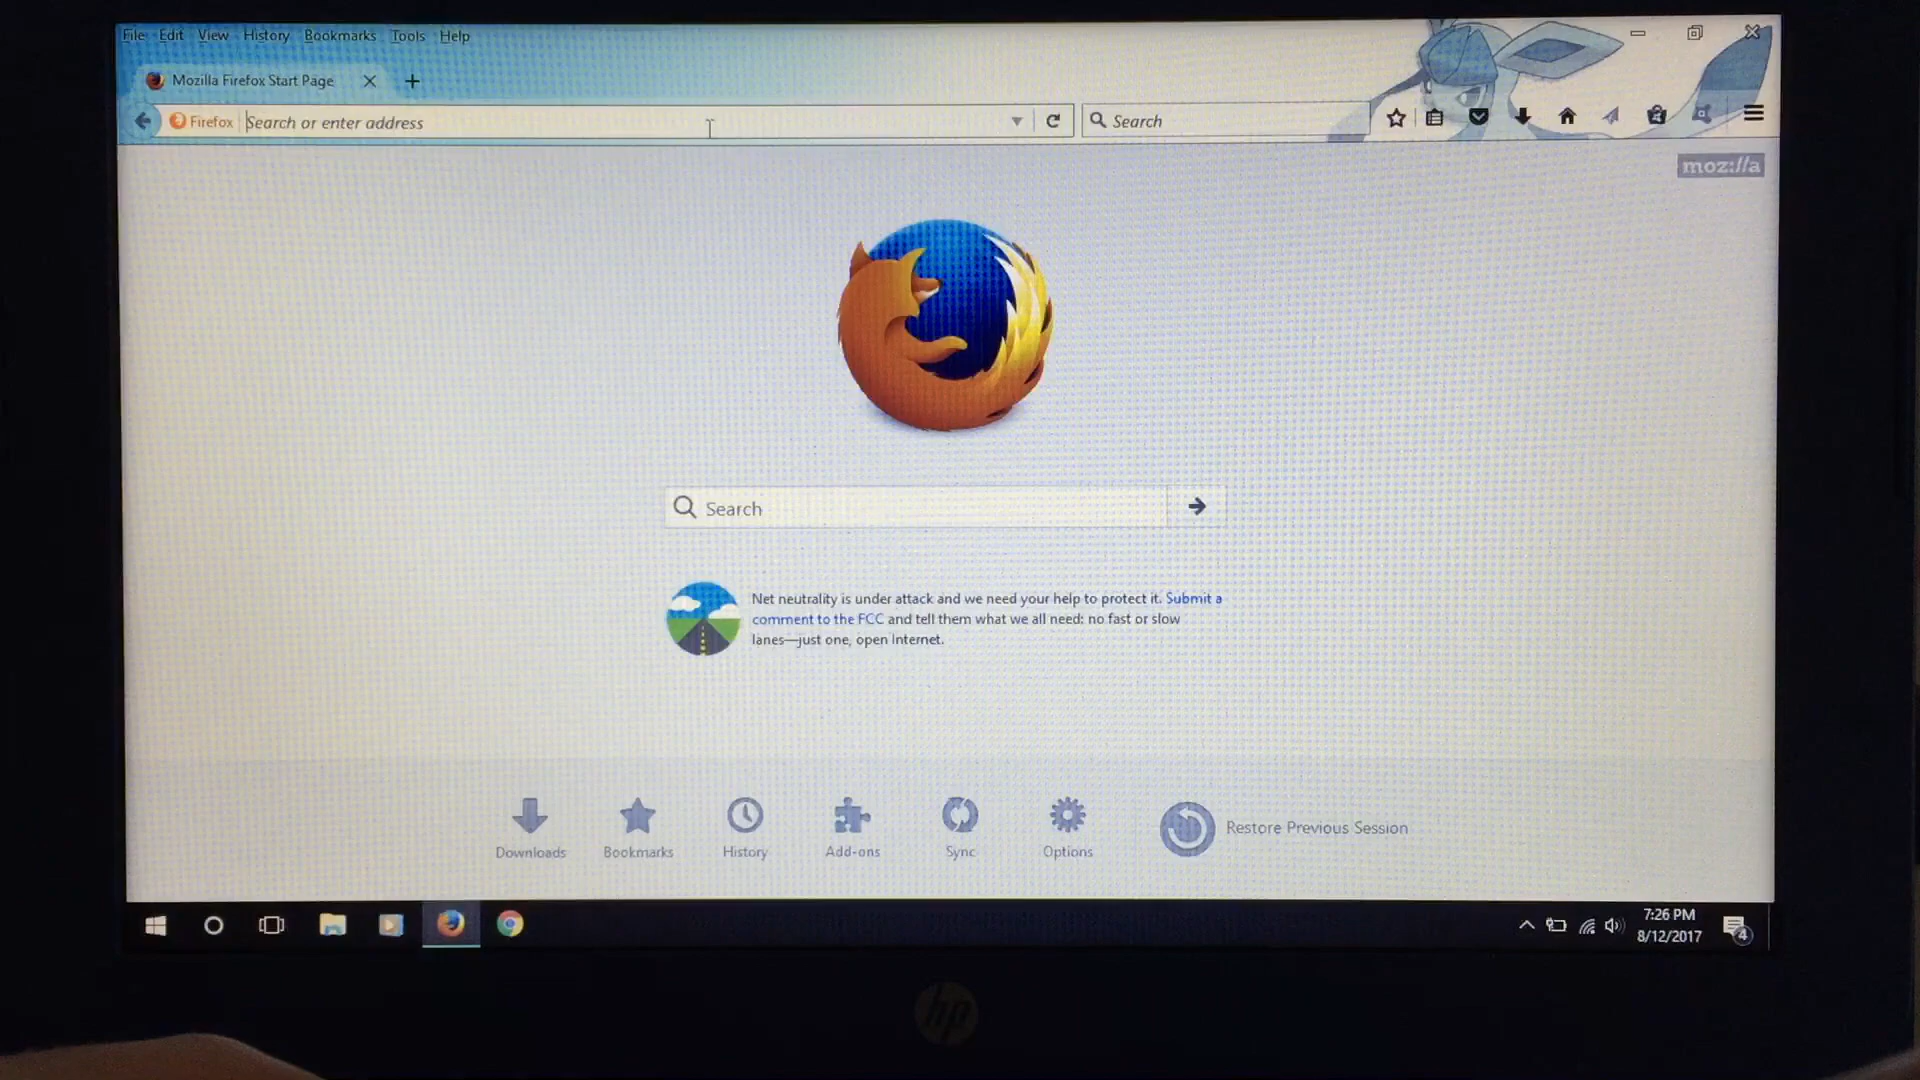 File Edit View History Bookmarks Tools Help
Mozilla Firefox Start Page
Firefox Search or enter address
Search
moz://a
Search
Net neutrality is under attack and we need your help to protect it. Submit a
comment to the FCC and tell them what we all need: no fast or slow
lanes—just one, open Internet.
Downloads
Bookmarks
History
Add-ons
Sync
Options
Restore Previous Session
7:26 PM
8/12/2017
4
hp